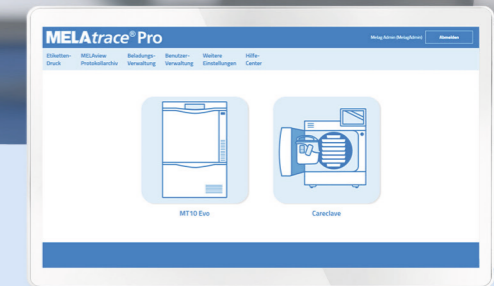 MELAtrace® Pro
Melag Admin (MelagAdmin) Abmelden
Etiketten- MELAview Beladungs- Benutzer- Weitere Hilfe-
Druck Protokollarchiv Verwaltung Verwaltung Einstellungen Center
MT10 Evo Careclave